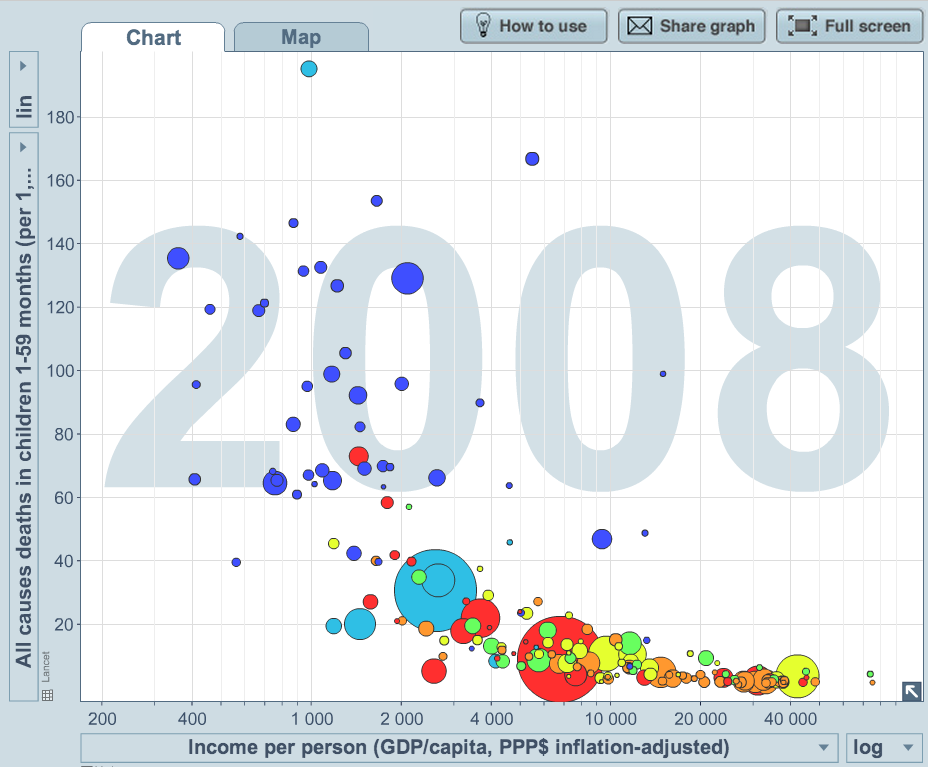 Chart
Map
How to use
Share graph
Full screen
lin
All causes deaths in children 1-59 months (per 1,...
Lancet
2008
180
160
140
120
100
80
60
40
20
200
400
1 000
2 000
4 000
10 000
20 000
40 000
Income per person (GDP/capita, PPP$ inflation-adjusted)
log